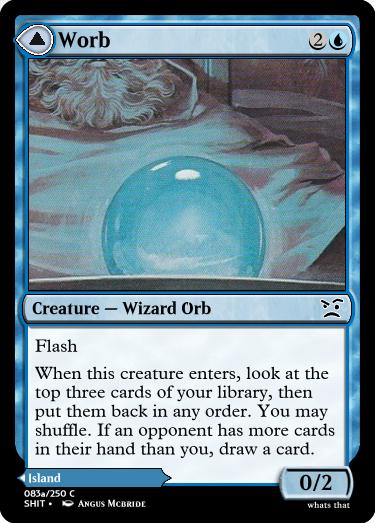 Worb 2
Creature — Wizard Orb
Flash
When this creature enters, look at the
top three cards of your library, then
put them back in any order. You may
shuffle. If an opponent has more cards
in their hand than you, draw a card.
Island
0/2
083a/250 C
SHIT • Angus Mcbride
whats that